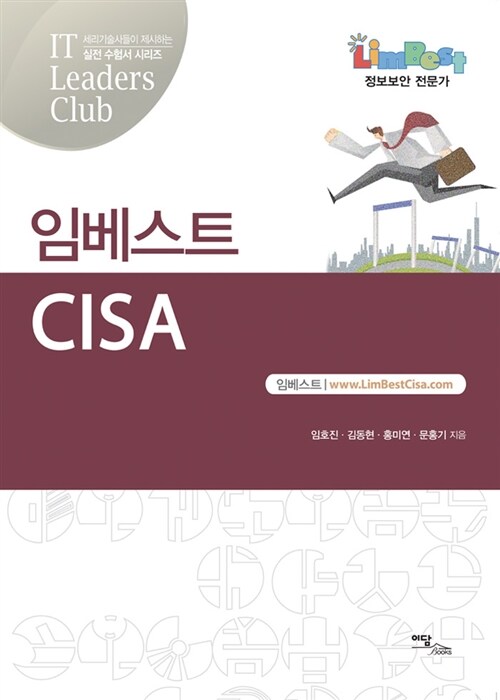 세리기술사들이 제시하는
실전 수험서 시리즈
IT
Leaders
Club
LimBest
정보보안 전문가
임베스트
CISA
임베스트 | www.LimBestCisa.com
임호진 · 김동현 · 홍미연 · 문홍기 지음
이담
BOOKS